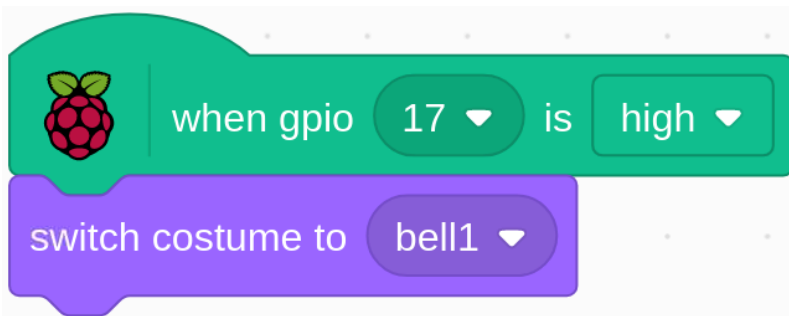 when gpio 17 is high
switch costume to bell1